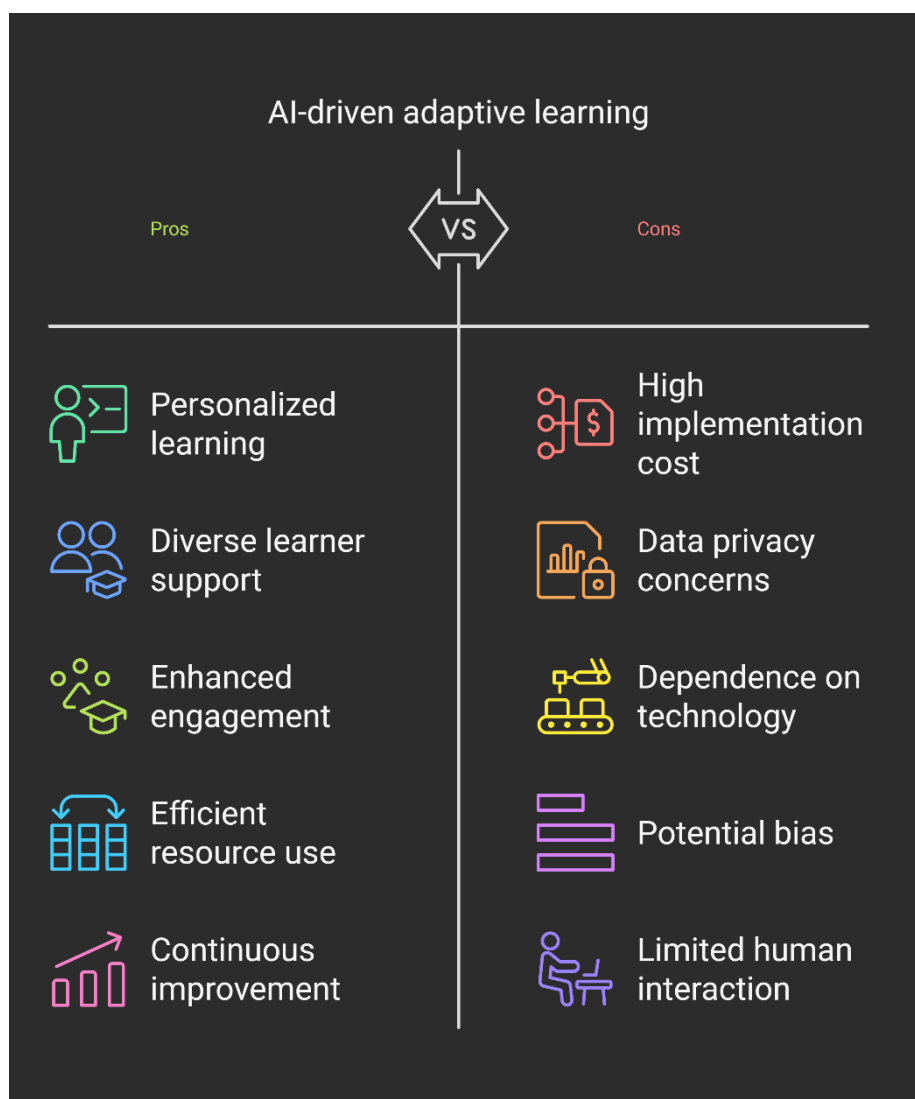 AI-driven adaptive learning
Pros
VS
Cons
Personalized
learning
High
implementation
cost
$
Diverse learner
support
Data privacy
concerns
Enhanced
engagement
Dependence on
technology
Efficient
resource use
Potential bias
Continuous
improvement
Limited human
interaction